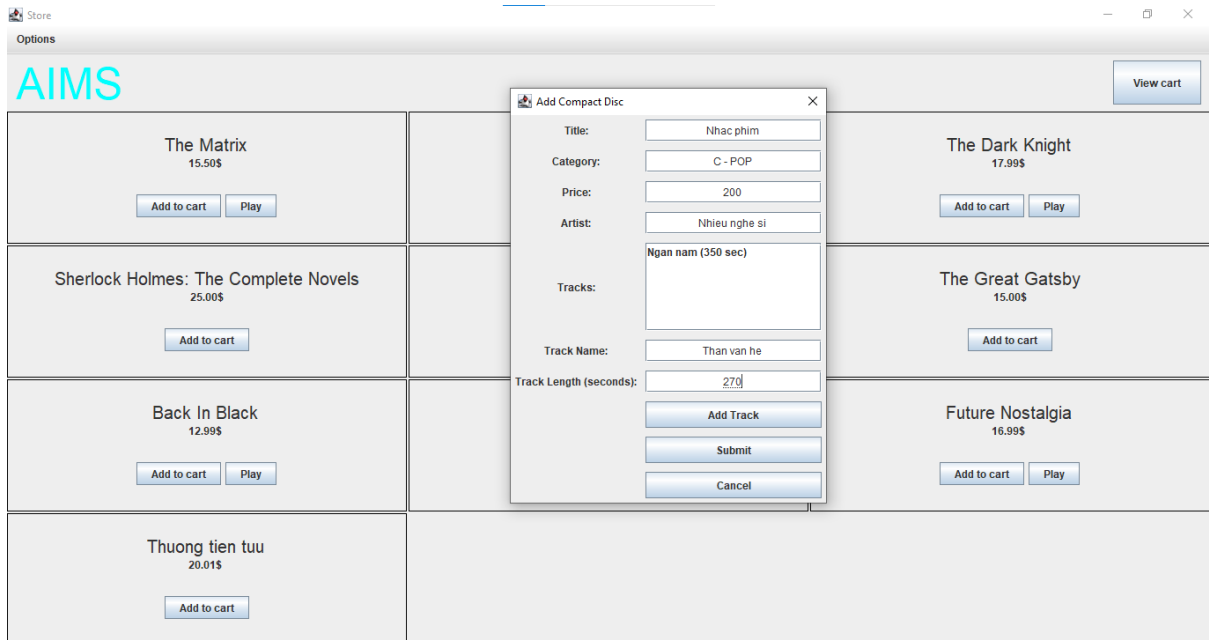 Store
Options
AIMS
View cart
The Matrix
15.50$
Add to cart Play
The Dark Knight
17.99$
Add to cart Play
Sherlock Holmes: The Complete Novels
25.00$
Add to cart
The Great Gatsby
15.00$
Add to cart
Back In Black
12.99$
Add to cart Play
Future Nostalgia
16.99$
Add to cart Play
Thuong tien tuu
20.01$
Add to cart
Add Compact Disc
Title: Nhac phim
Category: C - POP
Price: 200
Artist: Nhieu nghe si
Tracks: Ngan nam (350 sec)
Track Name: Than van he
Track Length (seconds): 270
Add Track
Submit
Cancel